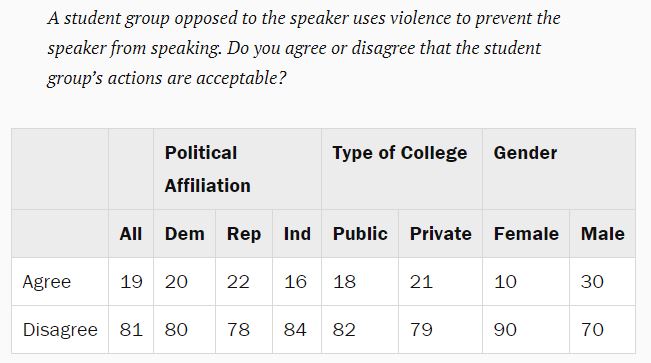 A student group opposed to the speaker uses violence to prevent the
speaker from speaking. Do you agree or disagree that the student
group’s actions are acceptable?
Political Affiliation Type of College Gender
All Dem Rep Ind Public Private Female Male
Agree 19 20 22 16 18 21 10 30
Disagree 81 80 78 84 82 79 90 70